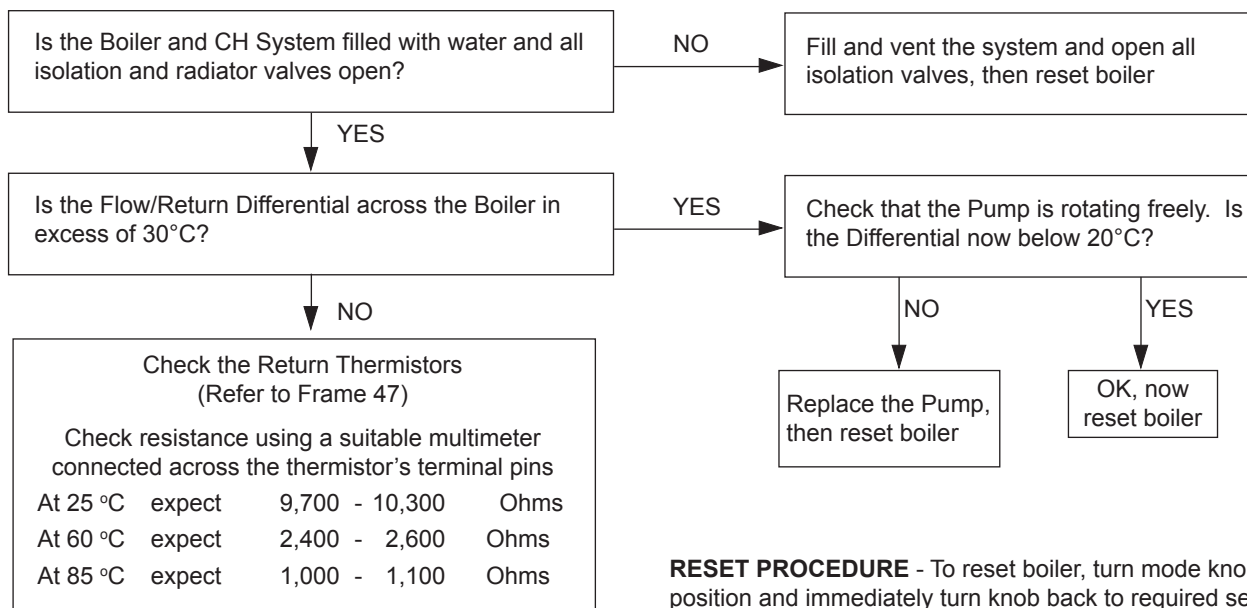 Is the Boiler and CH System filled with water and all
isolation and radiator valves open?
NO
Fill and vent the system and open all
isolation valves, then reset boiler
YES
Is the Flow/Return Differential across the Boiler in
excess of 30°C?
YES
Check that the Pump is rotating freely.  Is
the Differential now below 20°C?
NO
NO
YES
Check the Return Thermistors
(Refer to Frame 47)
Check resistance using a suitable multimeter
connected across the thermistor's terminal pins
At 25 °C expect 9,700 - 10,300 Ohms
At 60 °C expect 2,400 - 2,600 Ohms
At 85 °C expect 1,000 - 1,100 Ohms
Replace the Pump,
then reset boiler
OK, now
reset boiler
RESET PROCEDURE - To reset boiler, turn mode kno
position and immediately turn knob back to required se